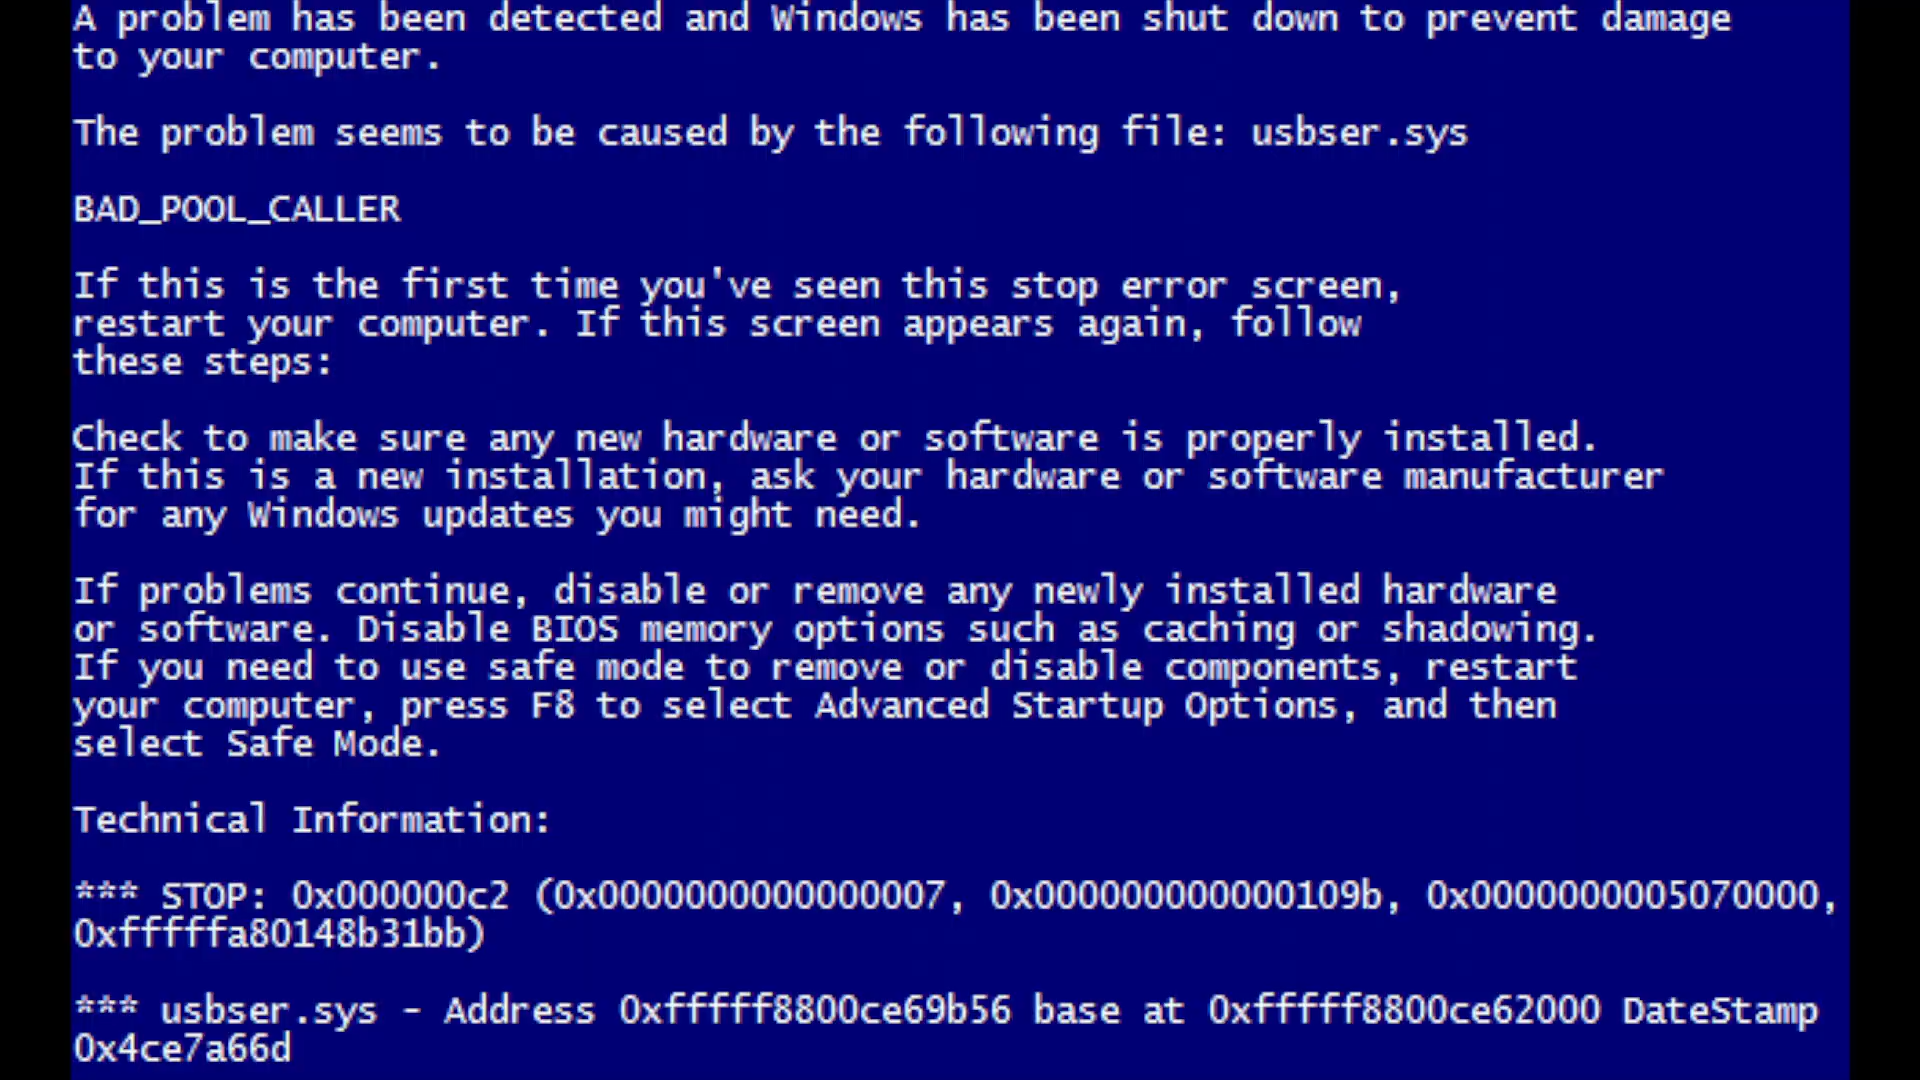 A problem has been detected and Windows has been shut down to prevent damage
to your computer.
The problem seems to be caused by the following file: usbser.sys
BAD_POOL_CALLER
If this is the first time you've seen this stop error screen,
restart your computer. If this screen appears again, follow
these steps:
Check to make sure any new hardware or software is properly installed.
If this is a new installation, ask your hardware or software manufacturer
for any Windows updates you might need.
If problems continue, disable or remove any newly installed hardware
or software. Disable BIOS memory options such as caching or shadowing.
If you need to use safe mode to remove or disable components, restart
your computer, press F8 to select Advanced Startup Options, and then
select Safe Mode.
Technical Information:
*** STOP: 0x000000c2 (0x0000000000000007, 0x000000000000109b, 0x0000000005070000,
0xfffffa80148b31bb)
*** usbser.sys - Address 0xfffff8800ce69b56 base at 0xfffff8800ce62000 DateStamp
0x4ce7a66d